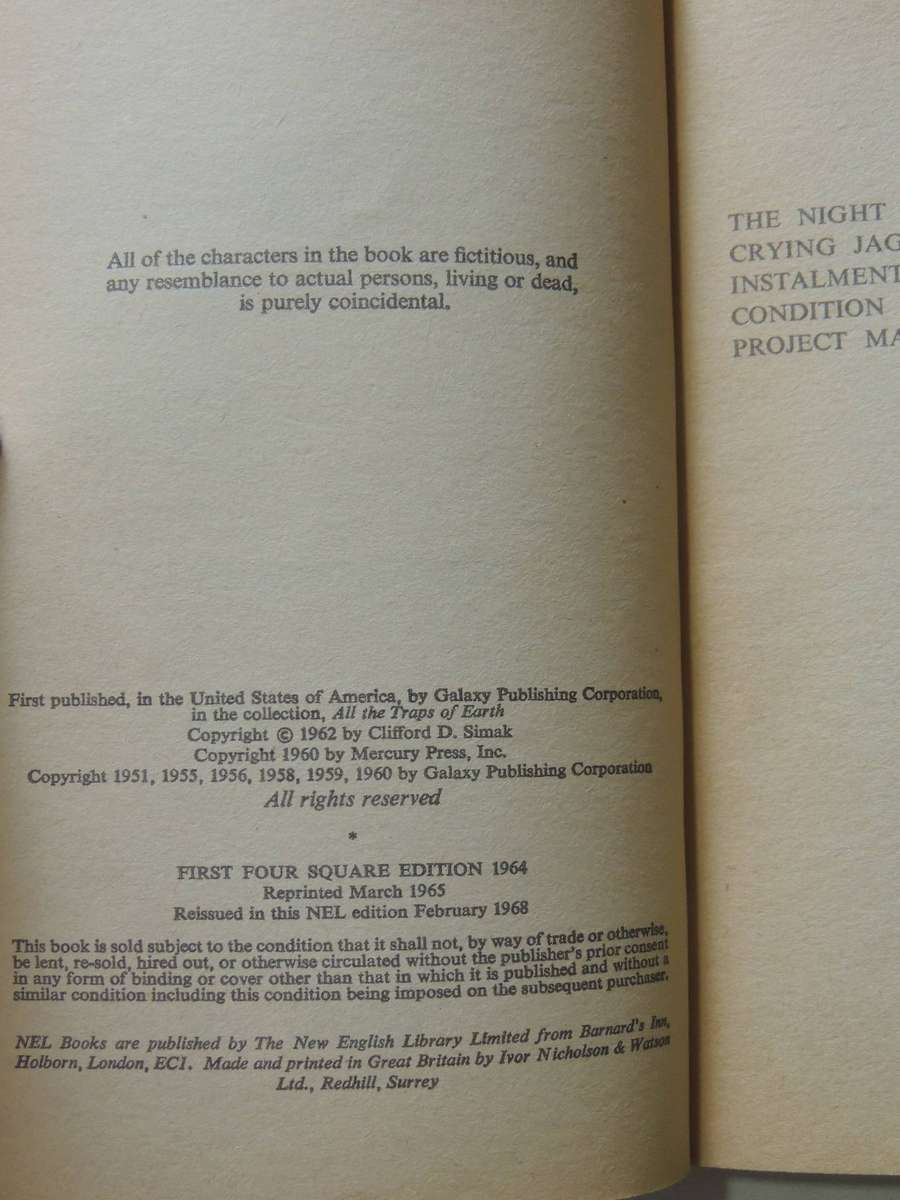 All of the characters in the book are fictitious, and
any resemblance to actual persons, living or dead,
is purely coincidental.
First published, in the United States of America, by Galaxy Publishing Corporation,
in the collection, All the Traps of Earth
Copyright © 1962 by Clifford D. Simak
Copyright 1960 by Mercury Press, Inc.
Copyright 1951, 1955, 1956, 1958, 1959, 1960 by Galaxy Publishing Corporation
All rights reserved
*
FIRST FOUR SQUARE EDITION 1964
Reprinted March 1965
Reissued in this NEL edition February 1968
This book is sold subject to the condition that it shall not, by way of trade or otherwise,
be lent, re-sold, hired out, or otherwise circulated without the publisher's prior consent
in any form of binding or cover other than that in which it is published and without a
similar condition including this condition being imposed on the subsequent purchaser.
NEL Books are published by The New English Library Limited from Barnard's Inn,
Holborn, London, EC1. Made and printed in Great Britain by Ivor Nicholson & Watson
Ltd., Redhill, Surrey
THE NIGHT
CRYING JAG
INSTALMENT
CONDITION
PROJECT MA